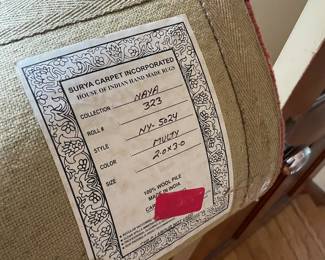 SURYA CARPET INCORPORATED
HOUSE OF INDIAN HAND MADE RUGS
COLLECTION NAYA
ROLL # 323
STYLE NY-5024
COLOR MULTY
SIZE 2-0x3-0
100% WOOL PILE
MADE IN INDIA